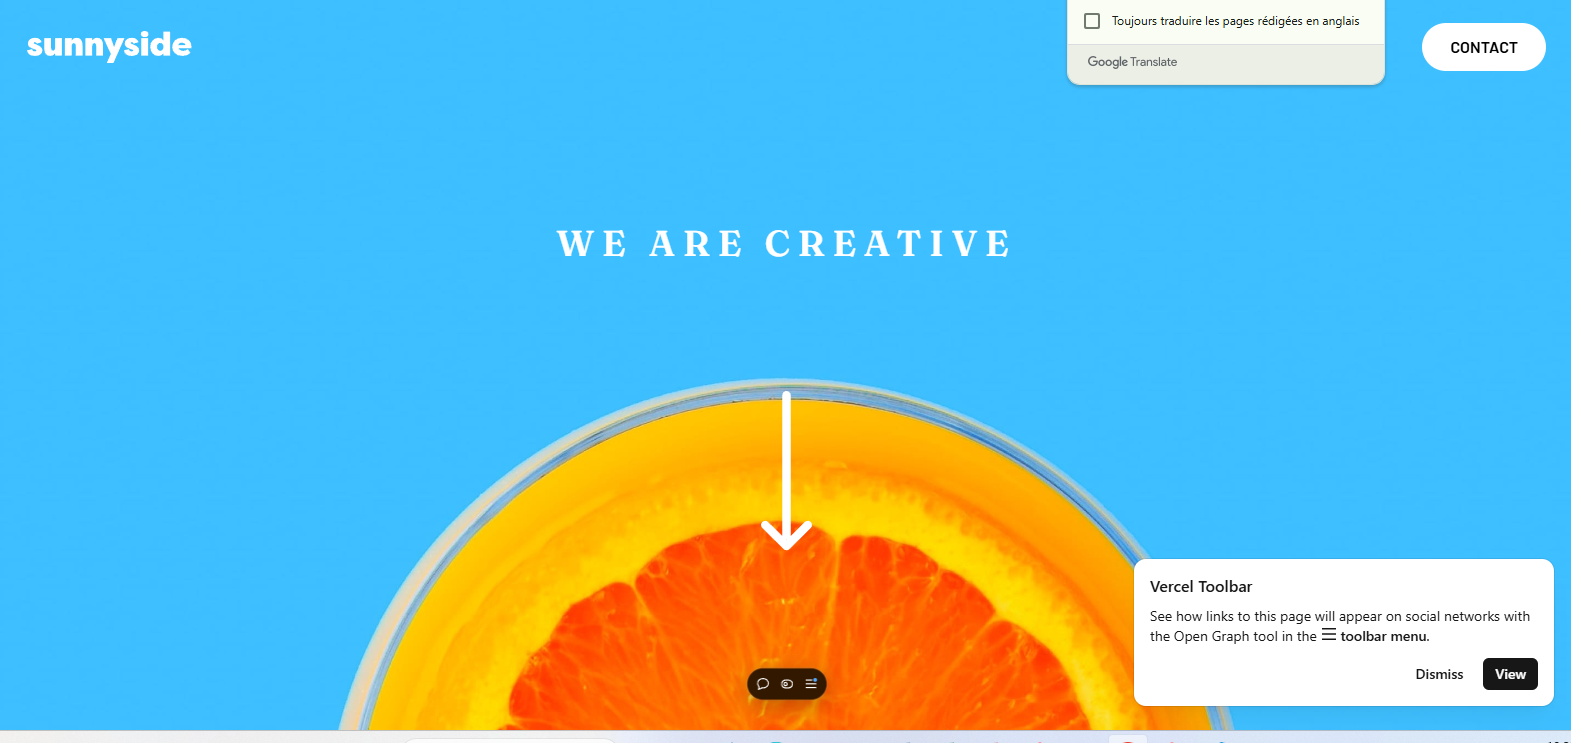 sunnyside
Toujours traduire les pages rédigées en anglais
Google Translate
CONTACT
WE ARE CREATIVE
Vercel Toolbar
See how links to this page will appear on social networks with
the Open Graph tool in the toolbar menu.
Dismiss
View